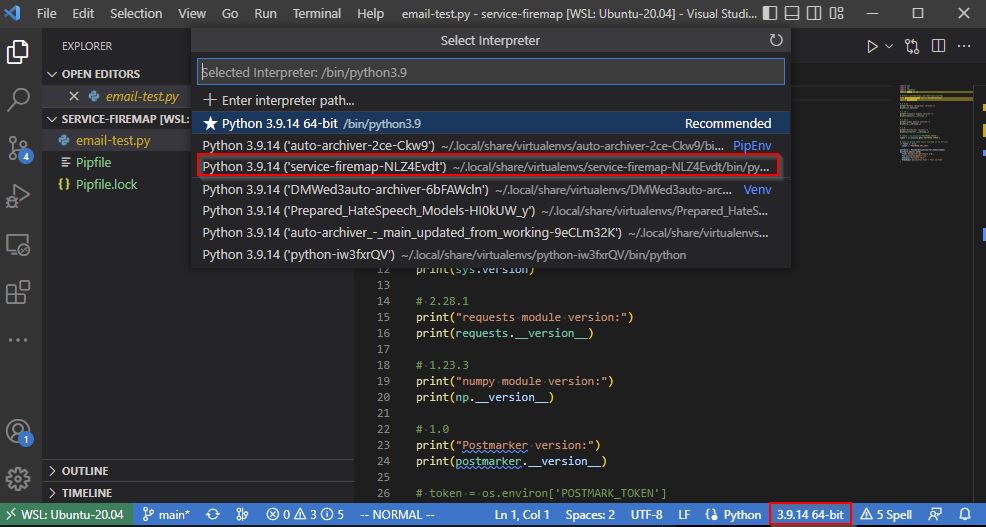 File Edit Selection View Go Run Terminal Help email-test.py - service-firemap [WSL: Ubuntu-20.04] - Visual Studi...
EXPLORER
Select Interpreter
Selected Interpreter: /bin/python3.9
OPEN EDITORS
email-test.py
Enter interpreter path...
SERVICE-FIREMAP [WSL:
Python 3.9.14 64-bit /bin/python3.9 Recommended
email-test.py
Python 3.9.14 ('auto-archiver-2ce-Ckw9') ~/.local/share/virtualenvs/auto-archiver-2ce-Ckw9/bi... PipEnv
Pipfile
Python 3.9.14 ('service-firemap-NLZ4Evdt') ~/.local/share/virtualenvs/service-firemap-NLZ4Evdt/bin/py...
Pipfile.lock
Python 3.9.14 ('DMWed3auto-archiver-6bFAWcln') ~/.local/share/virtualenvs/DMWed3auto-arc... Venv
Python 3.9.14 ('Prepared_HateSpeech_Models-HI0kUW_y') ~/.local/share/virtualenvs/Prepared_HateS...
Python 3.9.14 ('auto-archiver_-_main_updated_from_working-9eCLm32K') ~/.local/share/virtualenvs...
Python 3.9.14 ('python-iw3fxrQV') ~/.local/share/virtualenvs/python-iw3fxrQV/bin/python
12 print(sys.version)
13
14 # 2.28.1
15 print("requests module version:")
16 print(requests.__version__)
17
18 # 1.23.3
19 print("numpy module version:")
20 print(np.__version__)
21
22 # 1.0
23 print("Postmarker version:")
24 print(postmarker.__version__)
25
26 # token = os.environ['POSTMARK_TOKEN']
4
1
OUTLINE
TIMELINE
WSL: Ubuntu-20.04 main* 0 3 5 -- NORMAL -- Ln 1, Col 1 Spaces: 2 UTF-8 LF Python 3.9.14 64-bit 5 Spell